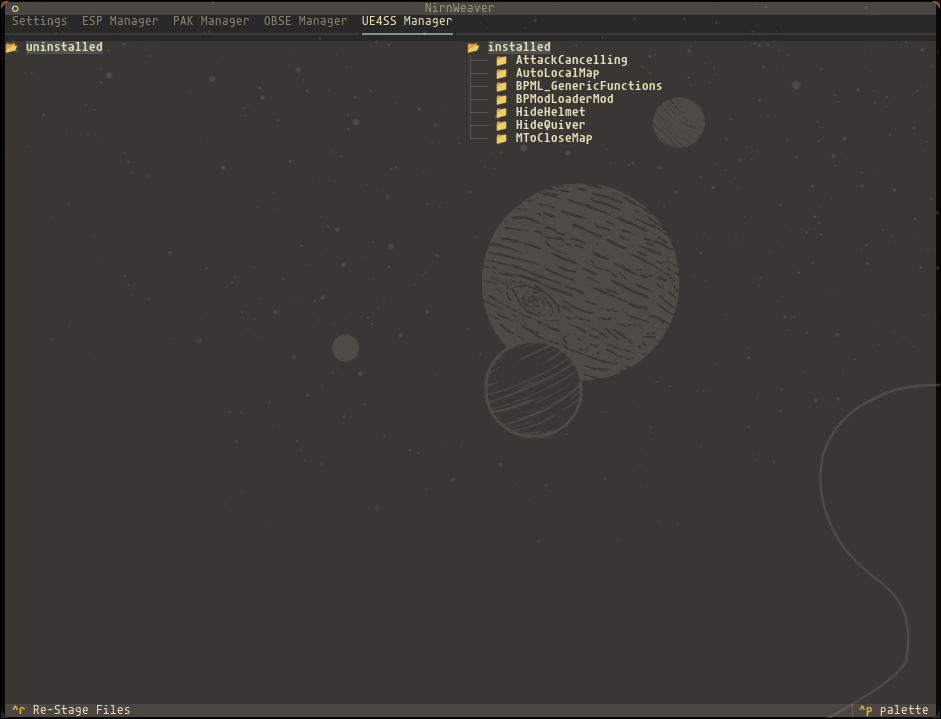 NirnWeaver
Settings ESP Manager PAK Manager OBSE Manager UE4SS Manager
uninstalled
installed
AttackCancelling
AutoLocalMap
BPML_GenericFunctions
BPModLoaderMod
HideHelmet
HideQuiver
MToCloseMap
^r Re-Stage Files
^p palette